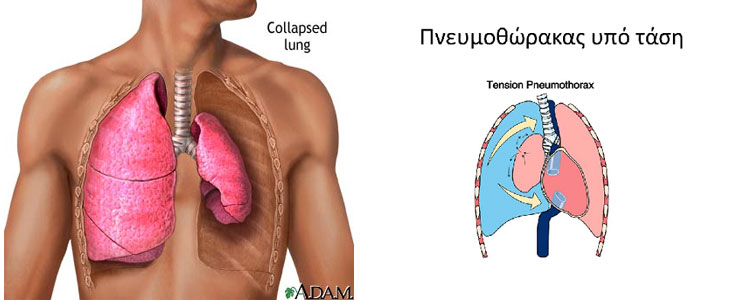 Collapsed
lung
A.D.A.M.
Πνευμοθώρακας υπό τάση
Tension Pneumothorax